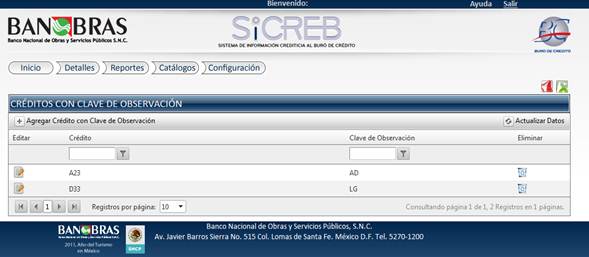 Bienvenido: Ayuda Salir
BANOBRAS
Banco Nacional de Obras y Servicios Públicos S.N.C.
SiCREB
SISTEMA DE INFORMACIÓN CREDITICIA AL BURÓ DE CRÉDITO
BC
BURÓ DE CRÉDITO
Inicio Detalles Reportes Catálogos Configuración
CRÉDITOS CON CLAVE DE OBSERVACIÓN
Agregar Crédito con Clave de Observación Actualizar Datos
Editar Crédito Clave de Observación Eliminar
A23 AD
D33 LG
1 Registros por página: 10 Consultando página 1 de 1, 2 Registros en 1 páginas.
BANOBRAS
2011, Año del Turismo
en México
SHCP
Banco Nacional de Obras y Servicios Públicos, S.N.C.
Av. Javier Barros Sierra No. 515 Col. Lomas de Santa Fe. México D.F. Tel. 5270-1200